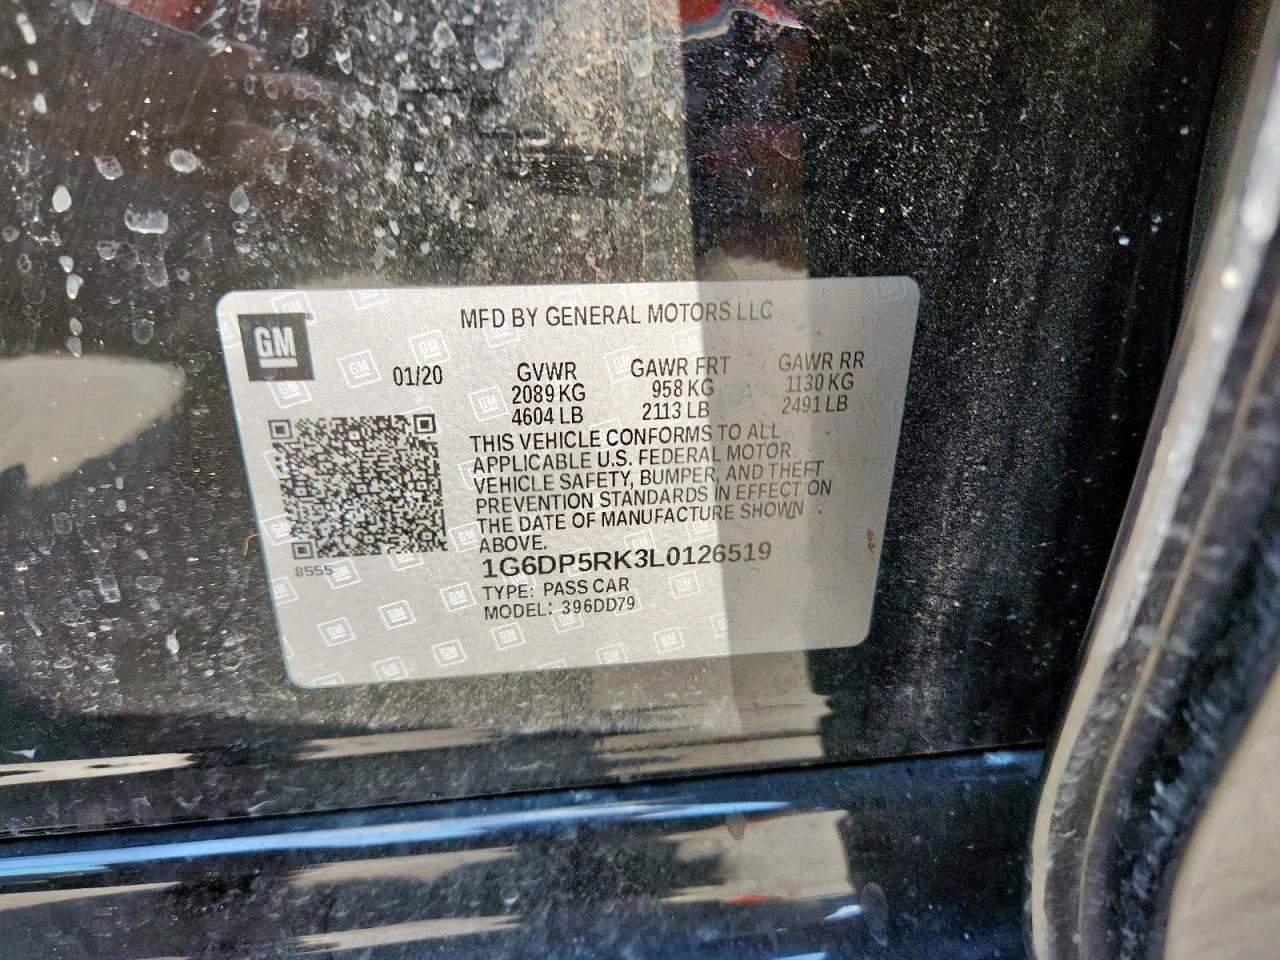 MFD BY GENERAL MOTORS LLC
GM
01/20
GVWR GAWR FRT GAWR RR
2089 KG 958 KG 1130 KG
4604 LB 2113 LB 2491 LB
THIS VEHICLE CONFORMS TO ALL
APPLICABLE U.S. FEDERAL MOTOR
VEHICLE SAFETY, BUMPER, AND THEFT
PREVENTION STANDARDS IN EFFECT ON
THE DATE OF MANUFACTURE SHOWN
ABOVE.
8555
1G6DP5RK3L0126519
TYPE: PASS CAR
MODEL: 396DD79